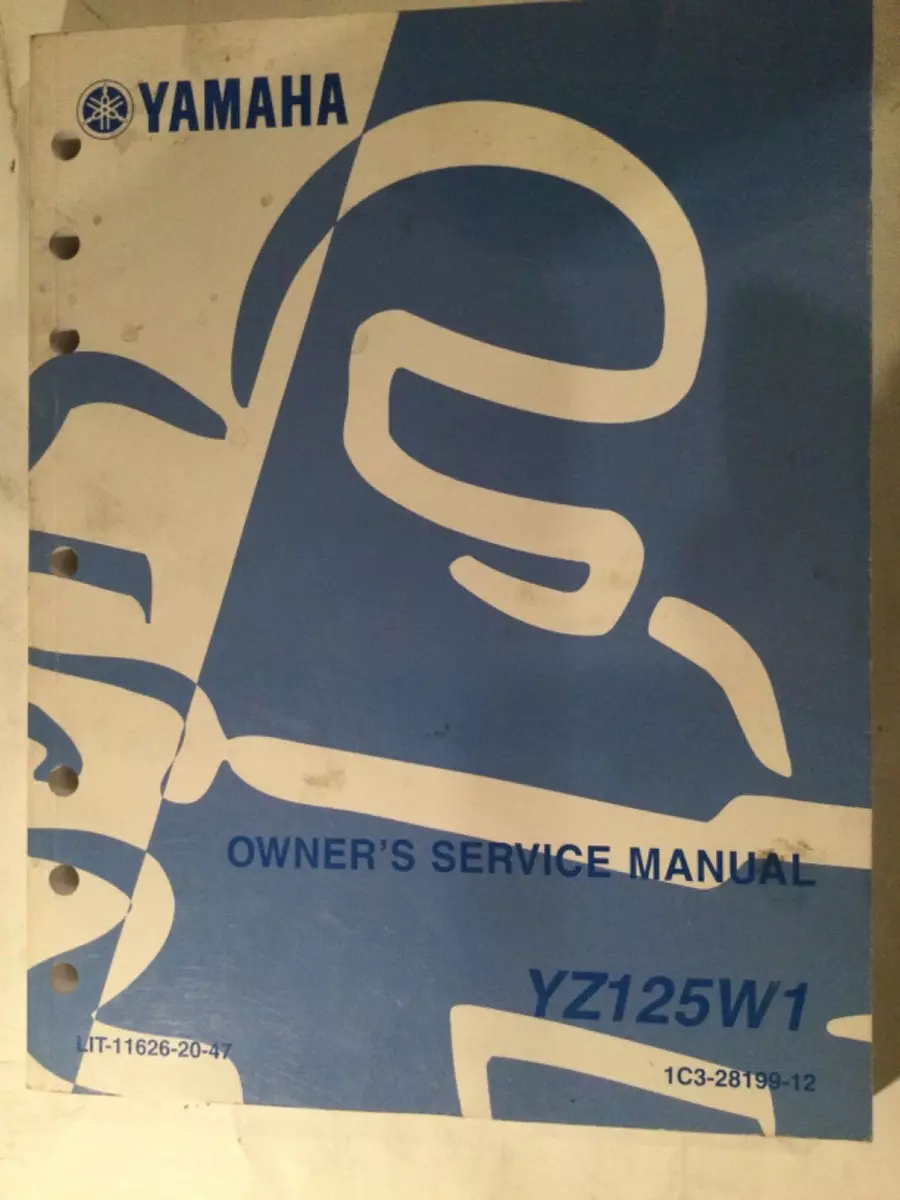 YAMAHA
OWNER'S SERVICE MANUAL
YZ125W1
LIT-11626-20-47
1C3-28199-12